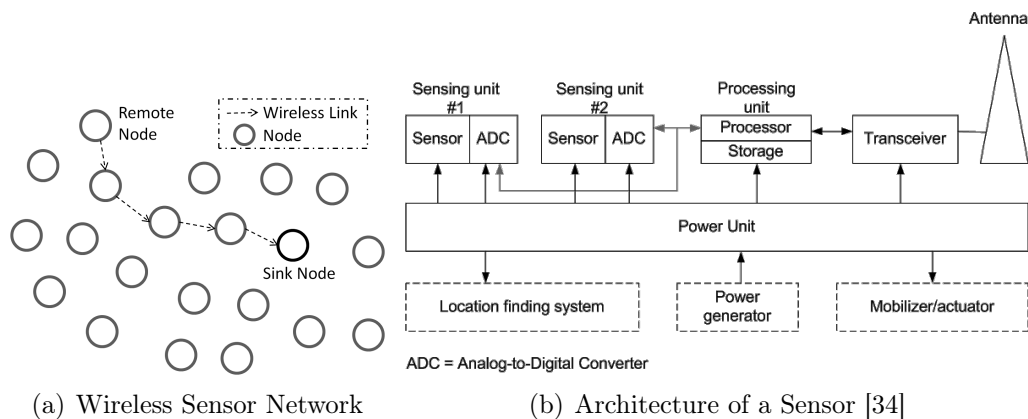 Remote
Node
Wireless Link
Node
Sink Node
(a) Wireless Sensor Network
Antenna
Sensing unit
#1
Sensing unit
#2
Processing
unit
Sensor
ADC
Sensor
ADC
Processor
Storage
Transceiver
Power Unit
Location finding system
Power
generator
Mobilizer/actuator
ADC = Analog-to-Digital Converter
(b) Architecture of a Sensor [34]